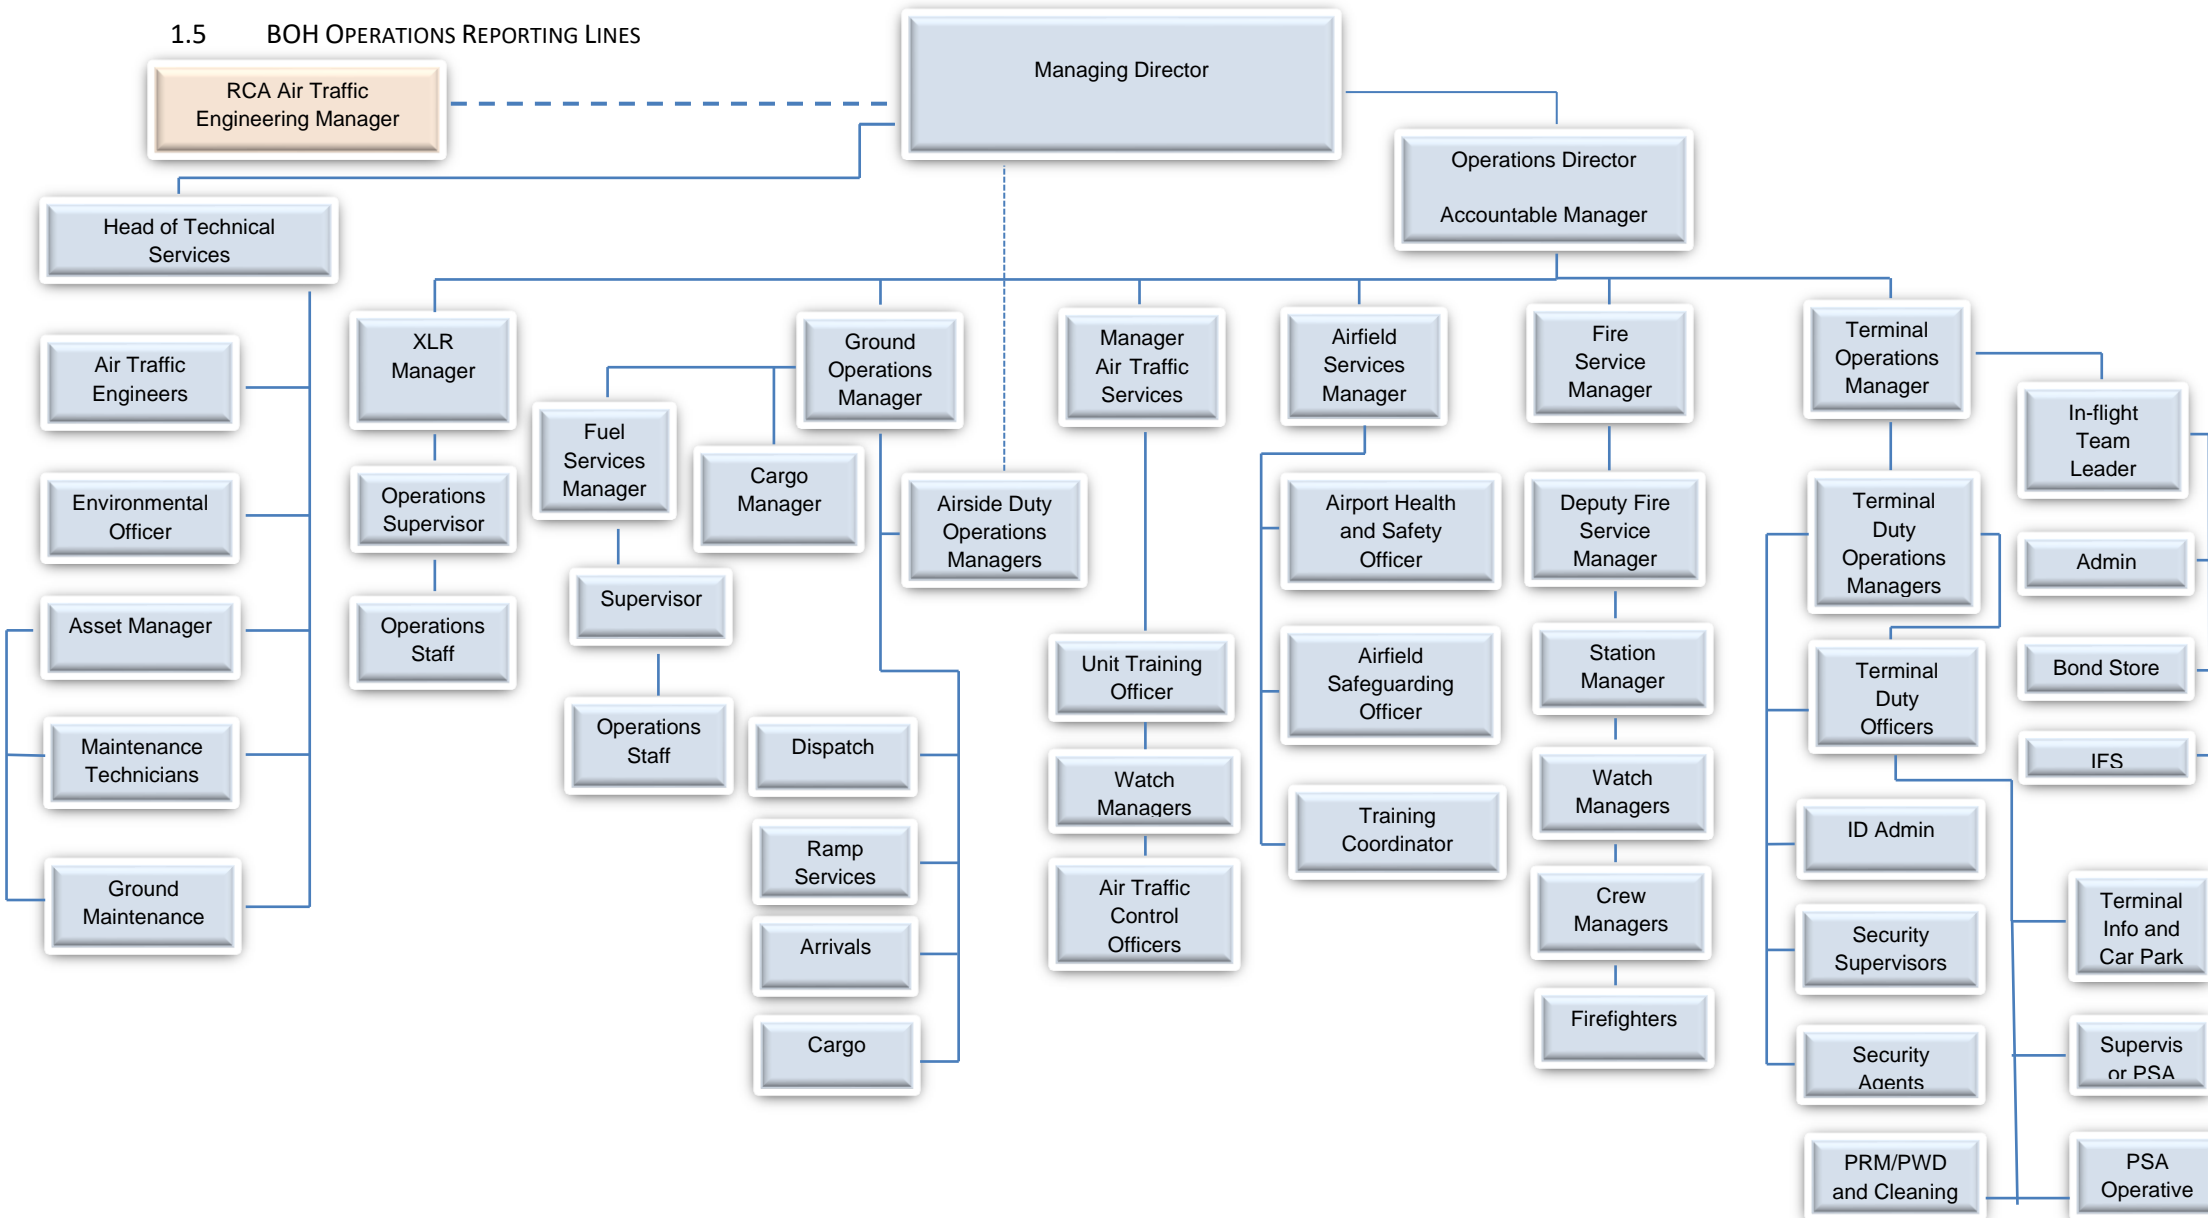 1.5 BOH OPERATIONS REPORTING LINES
Managing Director
RCA Air Traffic
Engineering Manager
Operations Director
Accountable Manager
Head of Technical
Services
XLR
Manager
Ground
Operations
Manager
Manager
Air Traffic
Services
Airfield
Services
Manager
Fire
Service
Manager
Terminal
Operations
Manager
Air Traffic
Engineers
Environmental
Officer
Asset Manager
Maintenance
Technicians
Ground
Maintenance
Operations
Supervisor
Operations
Staff
Fuel
Services
Manager
Supervisor
Operations
Staff
Cargo
Manager
Airside Duty
Operations
Managers
Dispatch
Ramp
Services
Arrivals
Cargo
Unit Training
Officer
Watch
Managers
Air Traffic
Control
Officers
Airport Health
and Safety
Officer
Airfield
Safeguarding
Officer
Training
Coordinator
Deputy Fire
Service
Manager
Station
Manager
Watch
Managers
Crew
Managers
Firefighters
Terminal
Duty
Operations
Managers
Terminal
Duty
Officers
ID Admin
Security
Supervisors
Security
Agents
PRM/PWD
and Cleaning
In-flight
Team
Leader
Admin
Bond Store
IFS
Terminal
Info and
Car Park
Supervis
or PSA
PSA
Operative